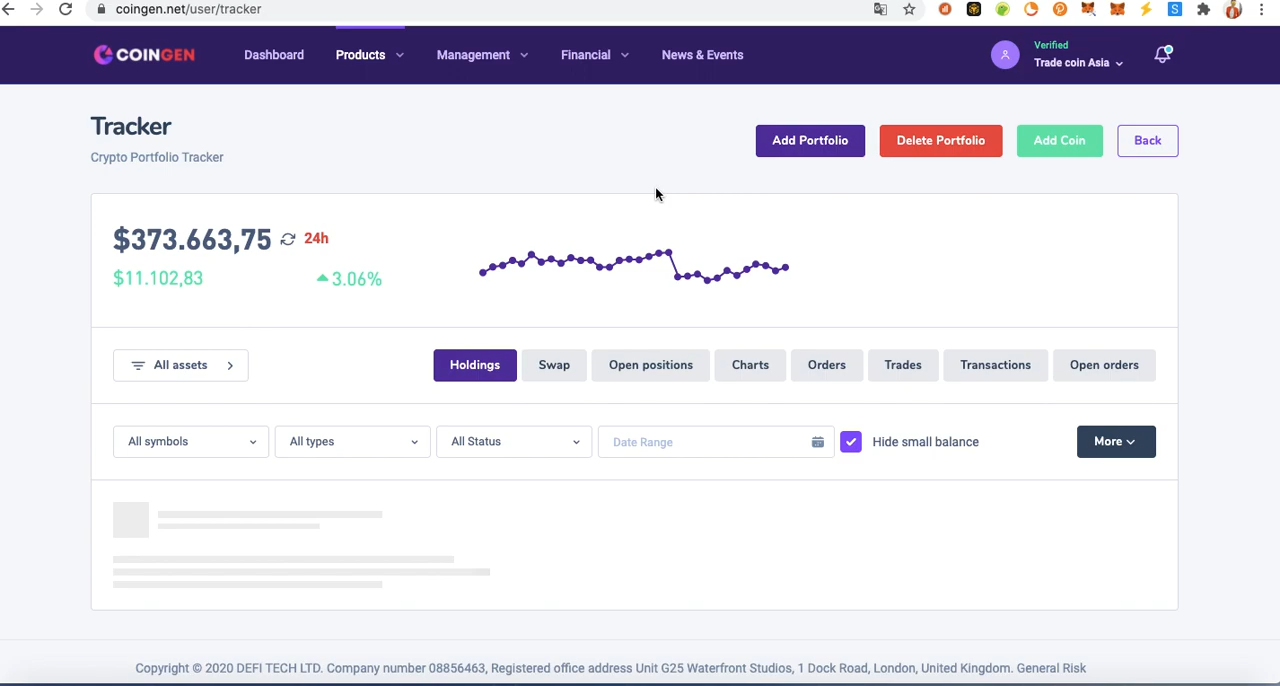 coingen.net/user/tracker
COINGEN
Dashboard
Products
Management
Financial
News & Events
Verified
Trade coin Asia
Tracker
Crypto Portfolio Tracker
Add Portfolio
Delete Portfolio
Add Coin
Back
$373.663,75
24h
$11.102,83
3.06%
All assets
Holdings
Swap
Open positions
Charts
Orders
Trades
Transactions
Open orders
All symbols
All types
All Status
Date Range
Hide small balance
More
Copyright © 2020 DEFI TECH LTD. Company number 08856463, Registered office address Unit G25 Waterfront Studios, 1 Dock Road, London, United Kingdom. General Risk